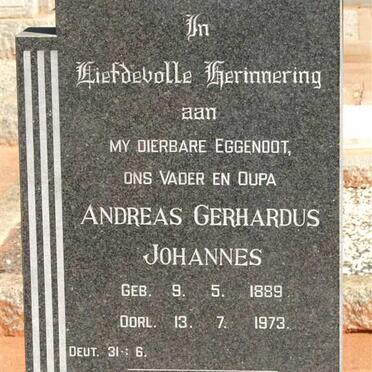 In
Liefdevolle Herinnering
aan
MY DIERBARE EGGENOOT,
ONS VADER EN OUPA
ANDREAS GERHARDUS
JOHANNES
GEB. 9. 5. 1889
OORL. 13. 7. 1973.
DEUT. 31-: 6.